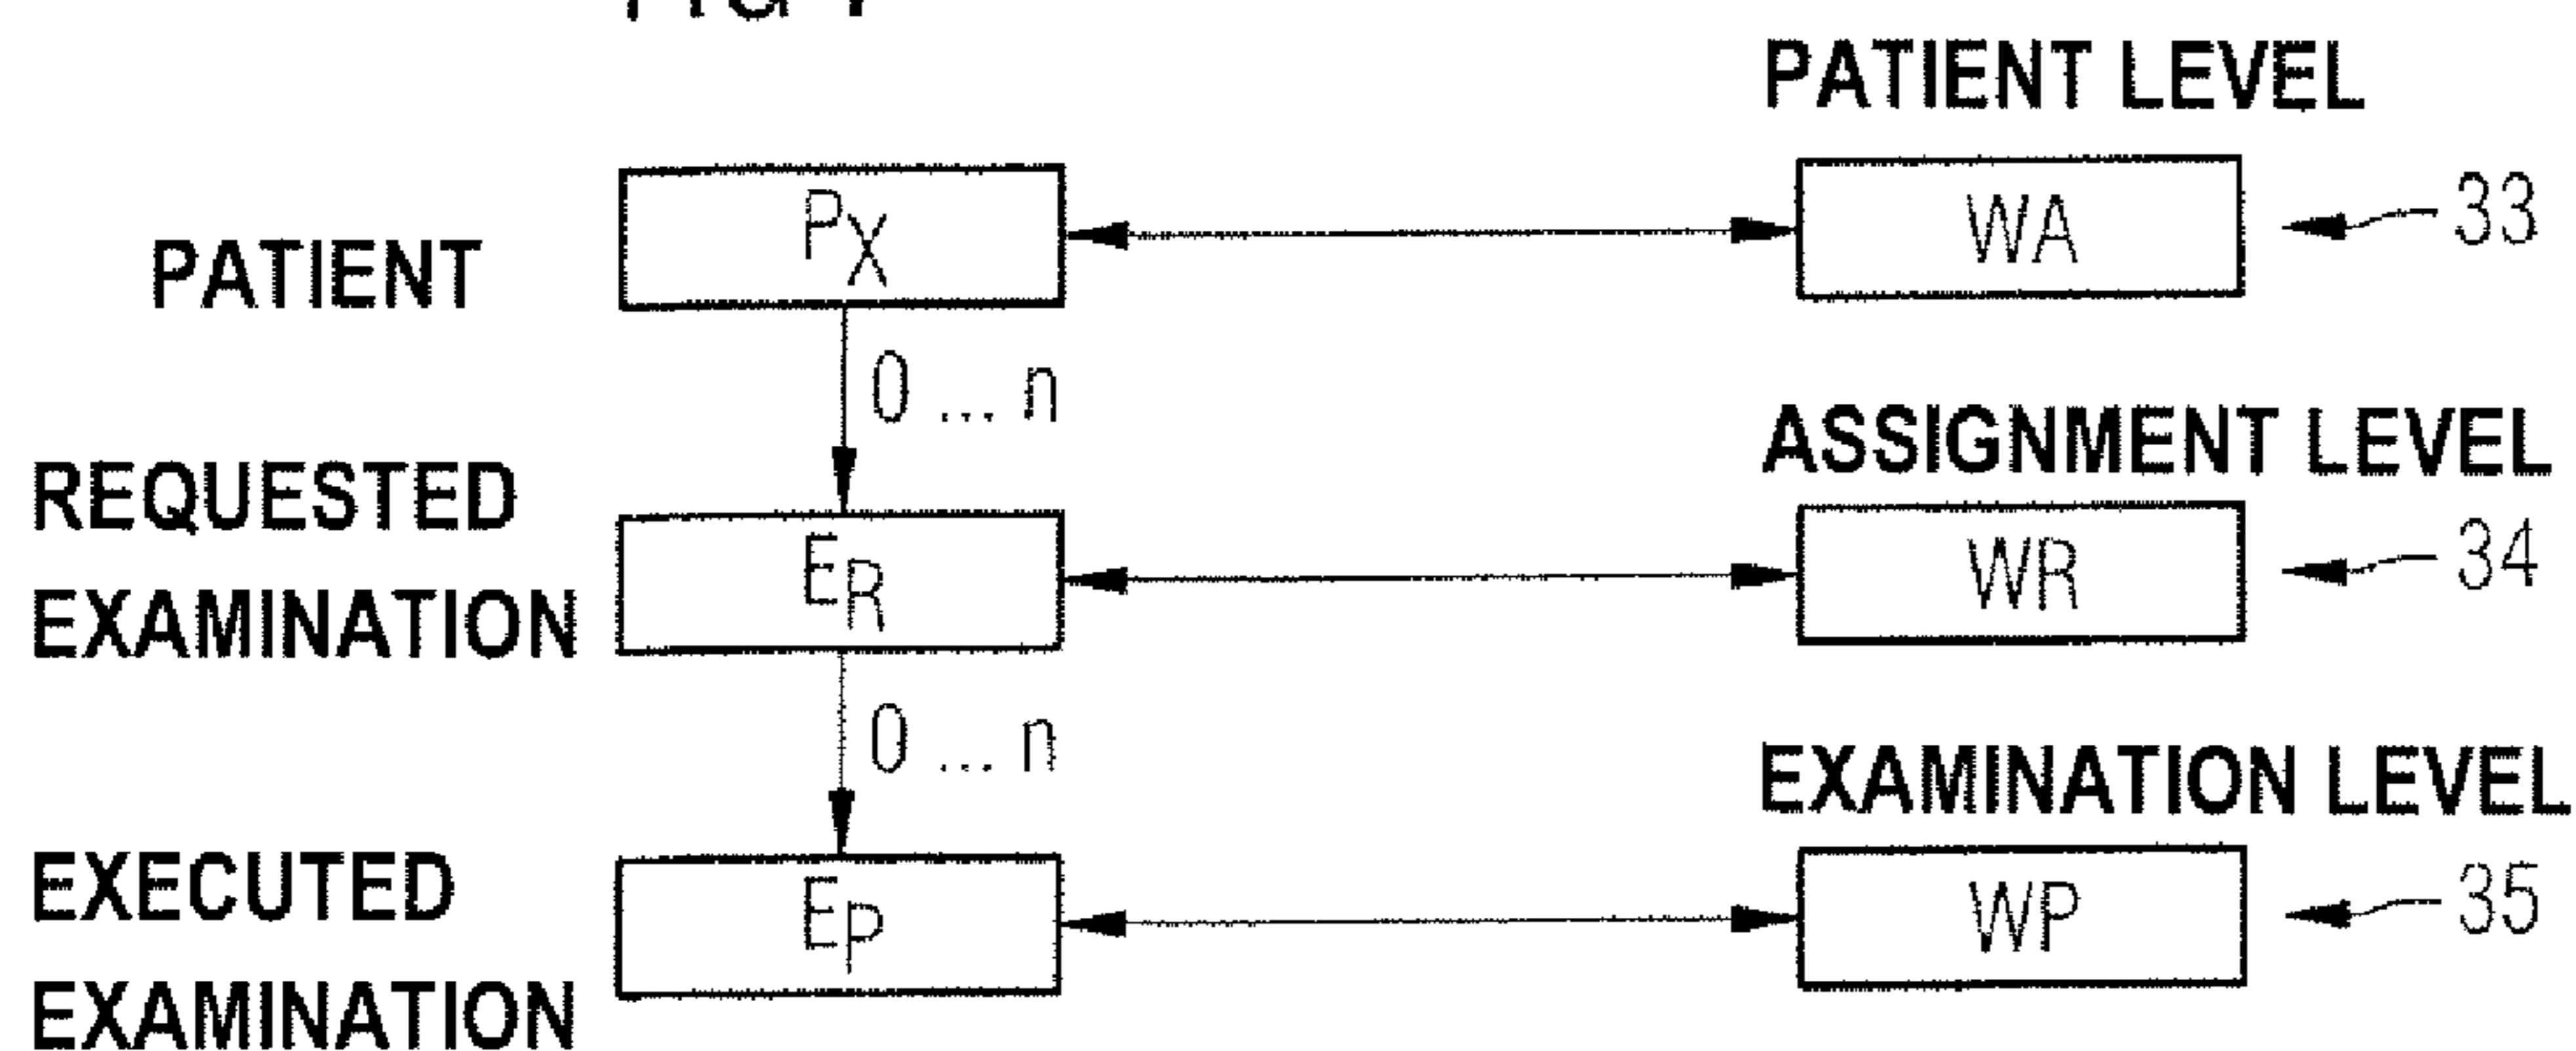 PATIENT LEVEL
PATIENT
PX
WA
33
0 ... n
ASSIGNMENT LEVEL
REQUESTED
EXAMINATION
ER
WR
34
0 ... n
EXAMINATION LEVEL
EXECUTED
EXAMINATION
EP
WP
35